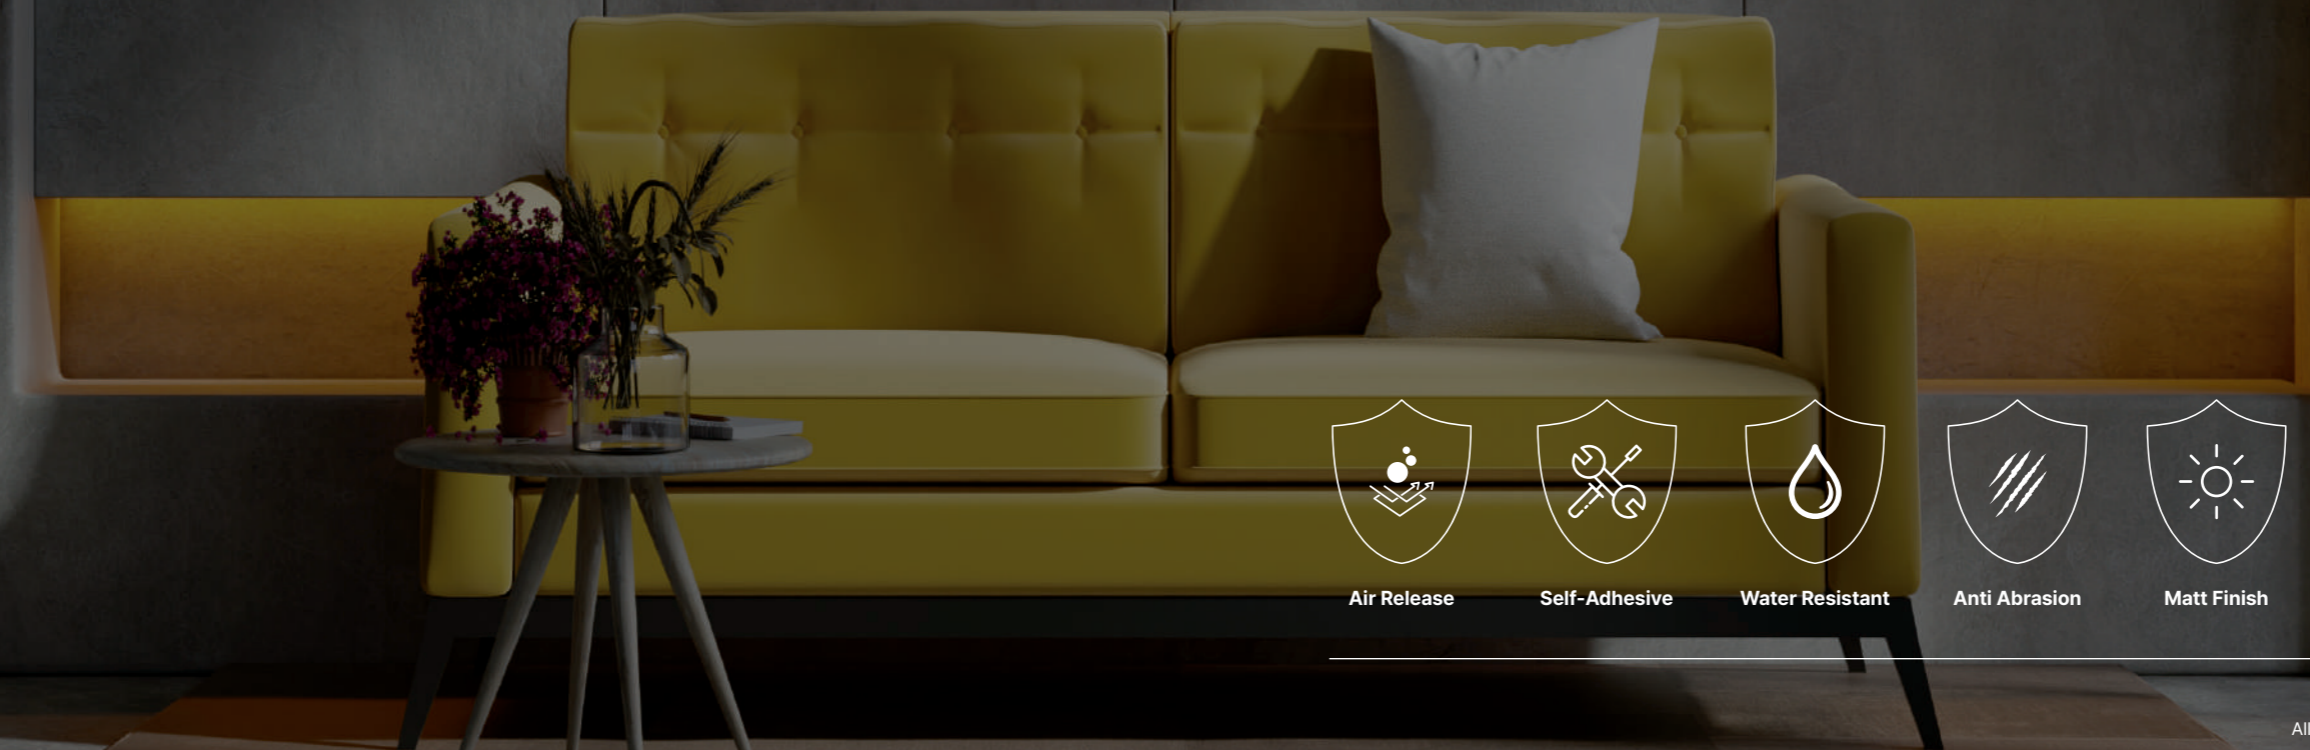 Air Release
Self-Adhesive
Water Resistant
Anti Abrasion
Matt Finish
All